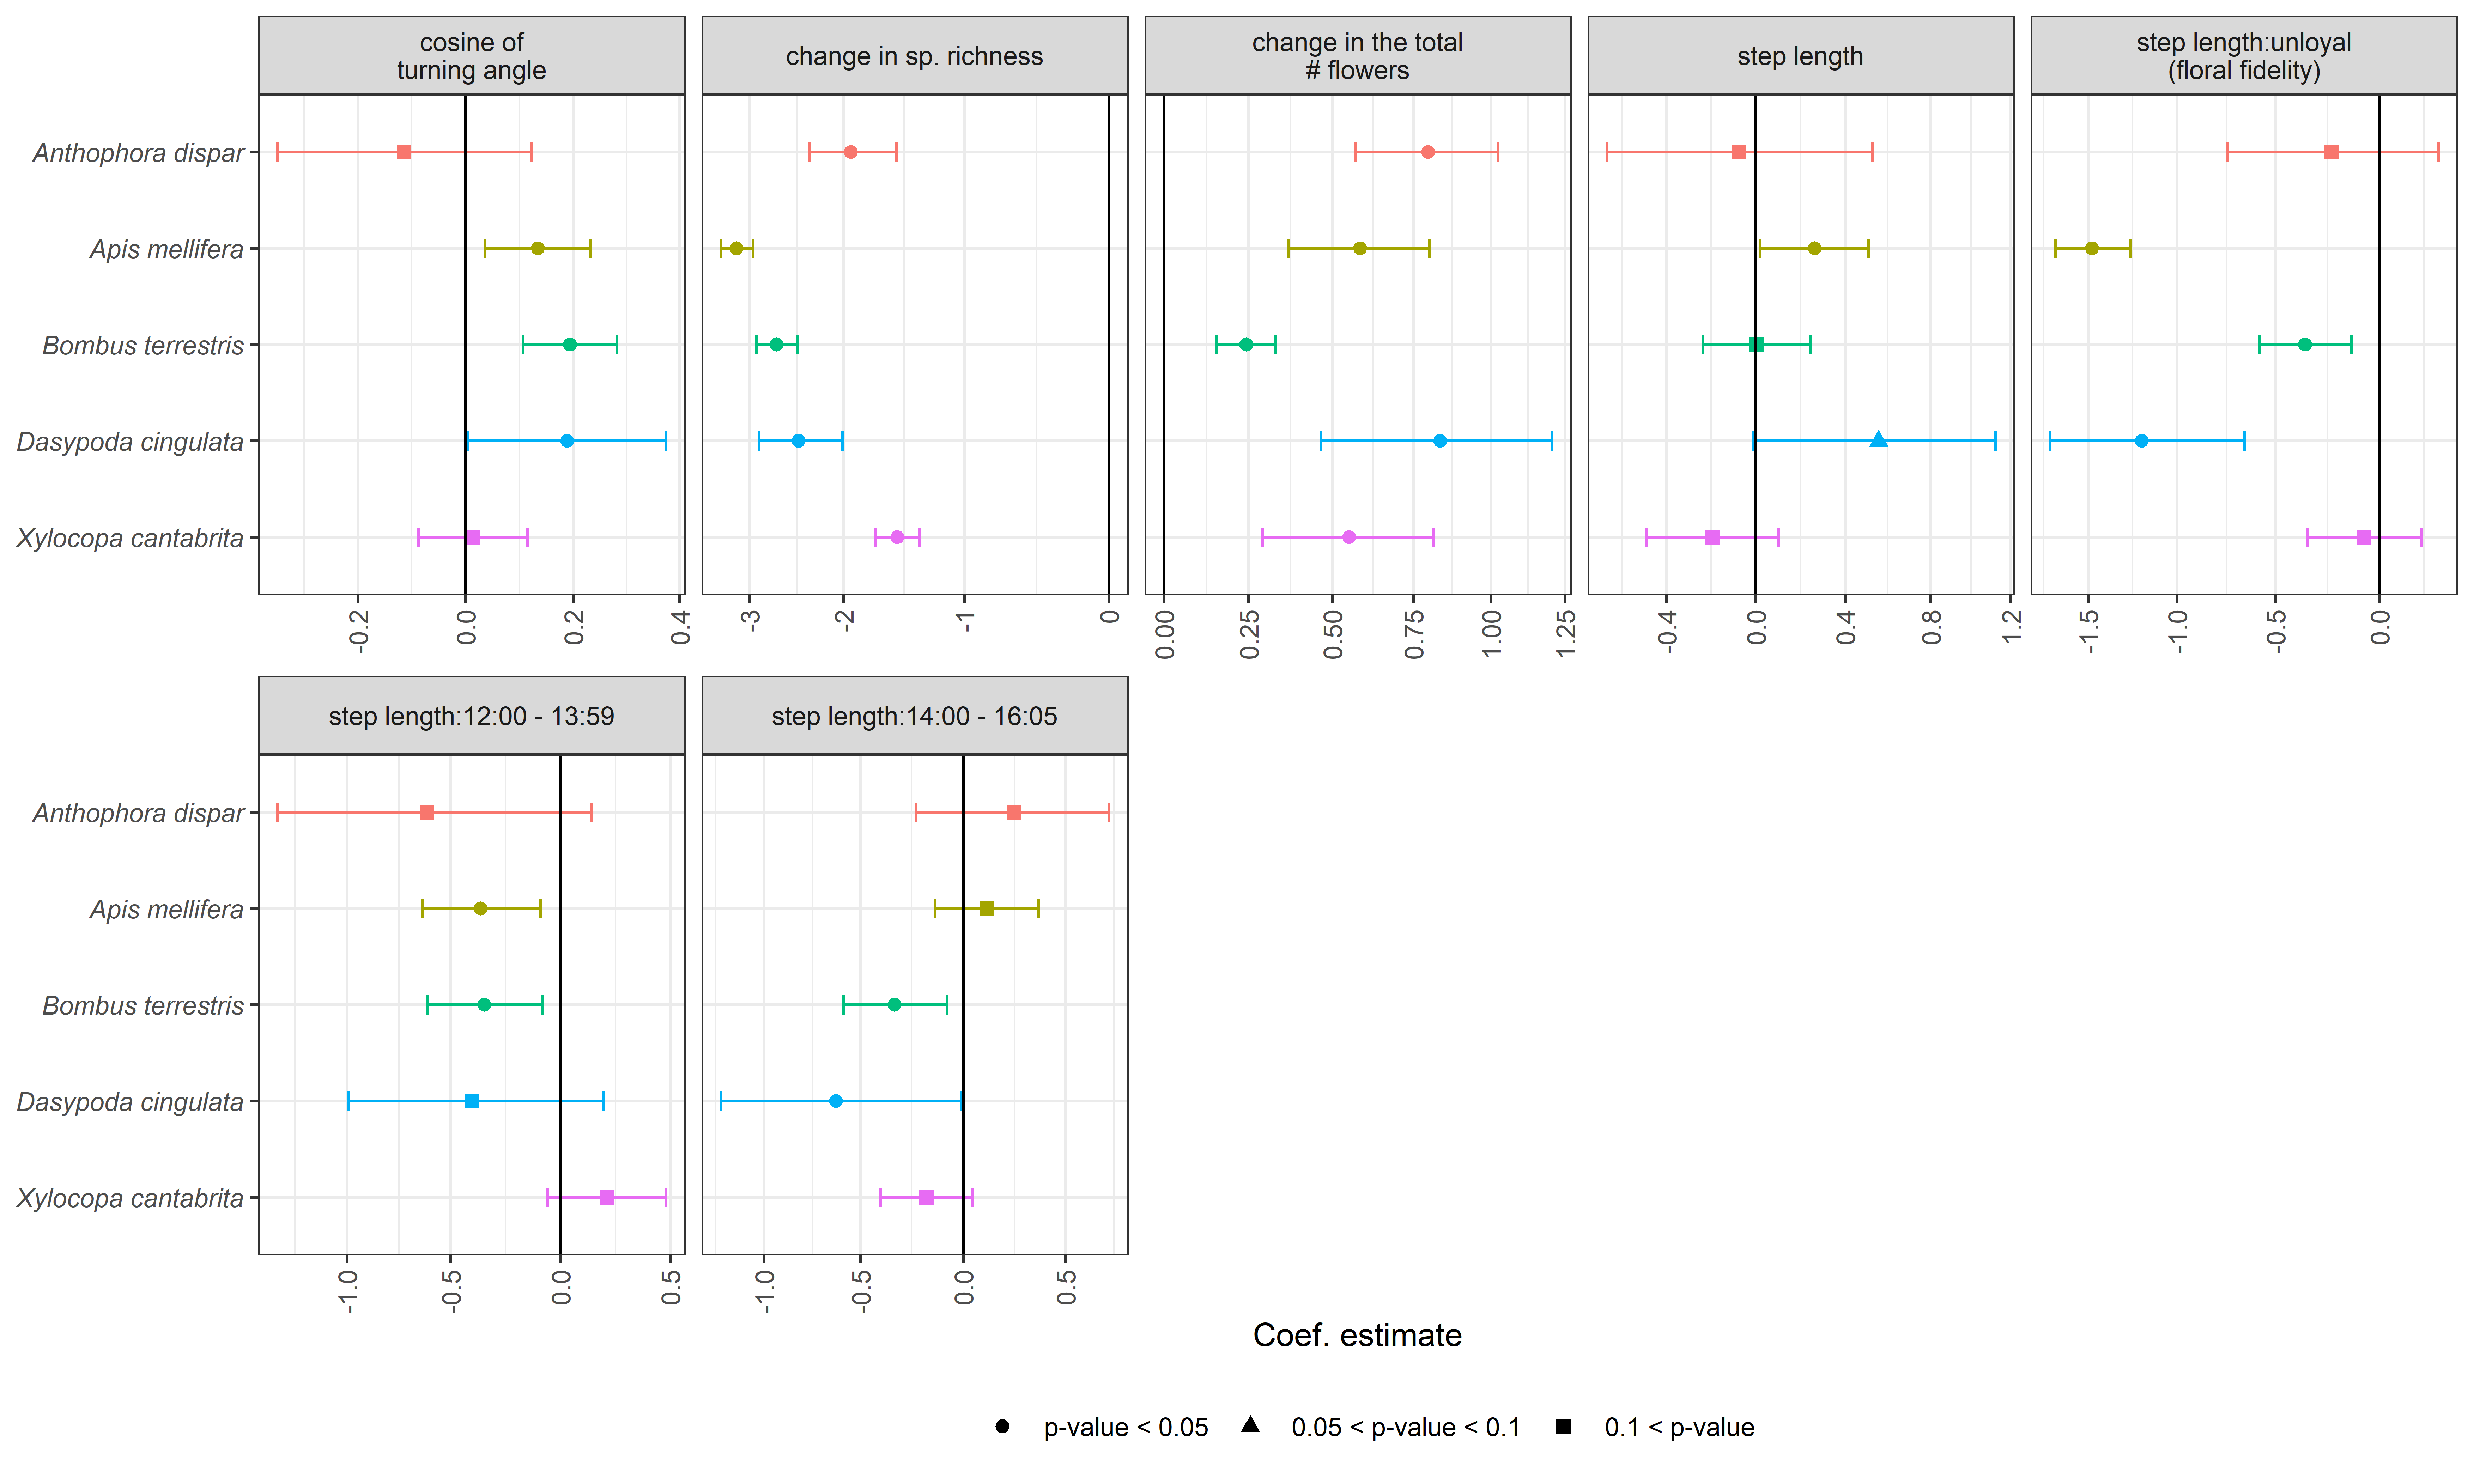 cosine of
turning angle
change in sp. richness
change in the total
# flowers
step length
step length:unloyal
(floral fidelity)
Anthophora dispar
Apis mellifera
Bombus terrestris
Dasypoda cingulata
Xylocopa cantabrita
-0.2 0.0 0.2 0.4
-3 -2 -1 0
0.00 0.25 0.50 0.75 1.00 1.25
-0.4 0.0 0.4 0.8 1.2
-1.5 -1.0 -0.5 0.0
step length:12:00 - 13:59
step length:14:00 - 16:05
Anthophora dispar
Apis mellifera
Bombus terrestris
Dasypoda cingulata
Xylocopa cantabrita
-1.0 -0.5 0.0 0.5
-1.0 -0.5 0.0 0.5
Coef. estimate
p-value < 0.05 0.05 < p-value < 0.1 0.1 < p-value